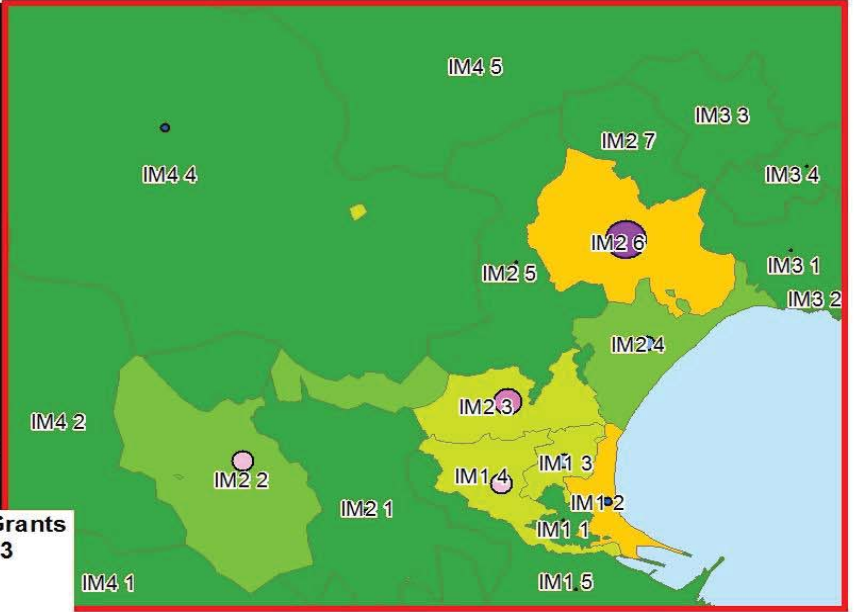 IM4 5
IM3 3
IM2 7
IM4 4
IM3 4
IM2 6
IM2 5
IM3 1
IM3 2
IM2 4
IM2 3
IM4 2
IM1 3
IM1 4
IM2 2
IM1 2
IM2 1
IM1 1
Grants
3
IM4 1
IM1 5